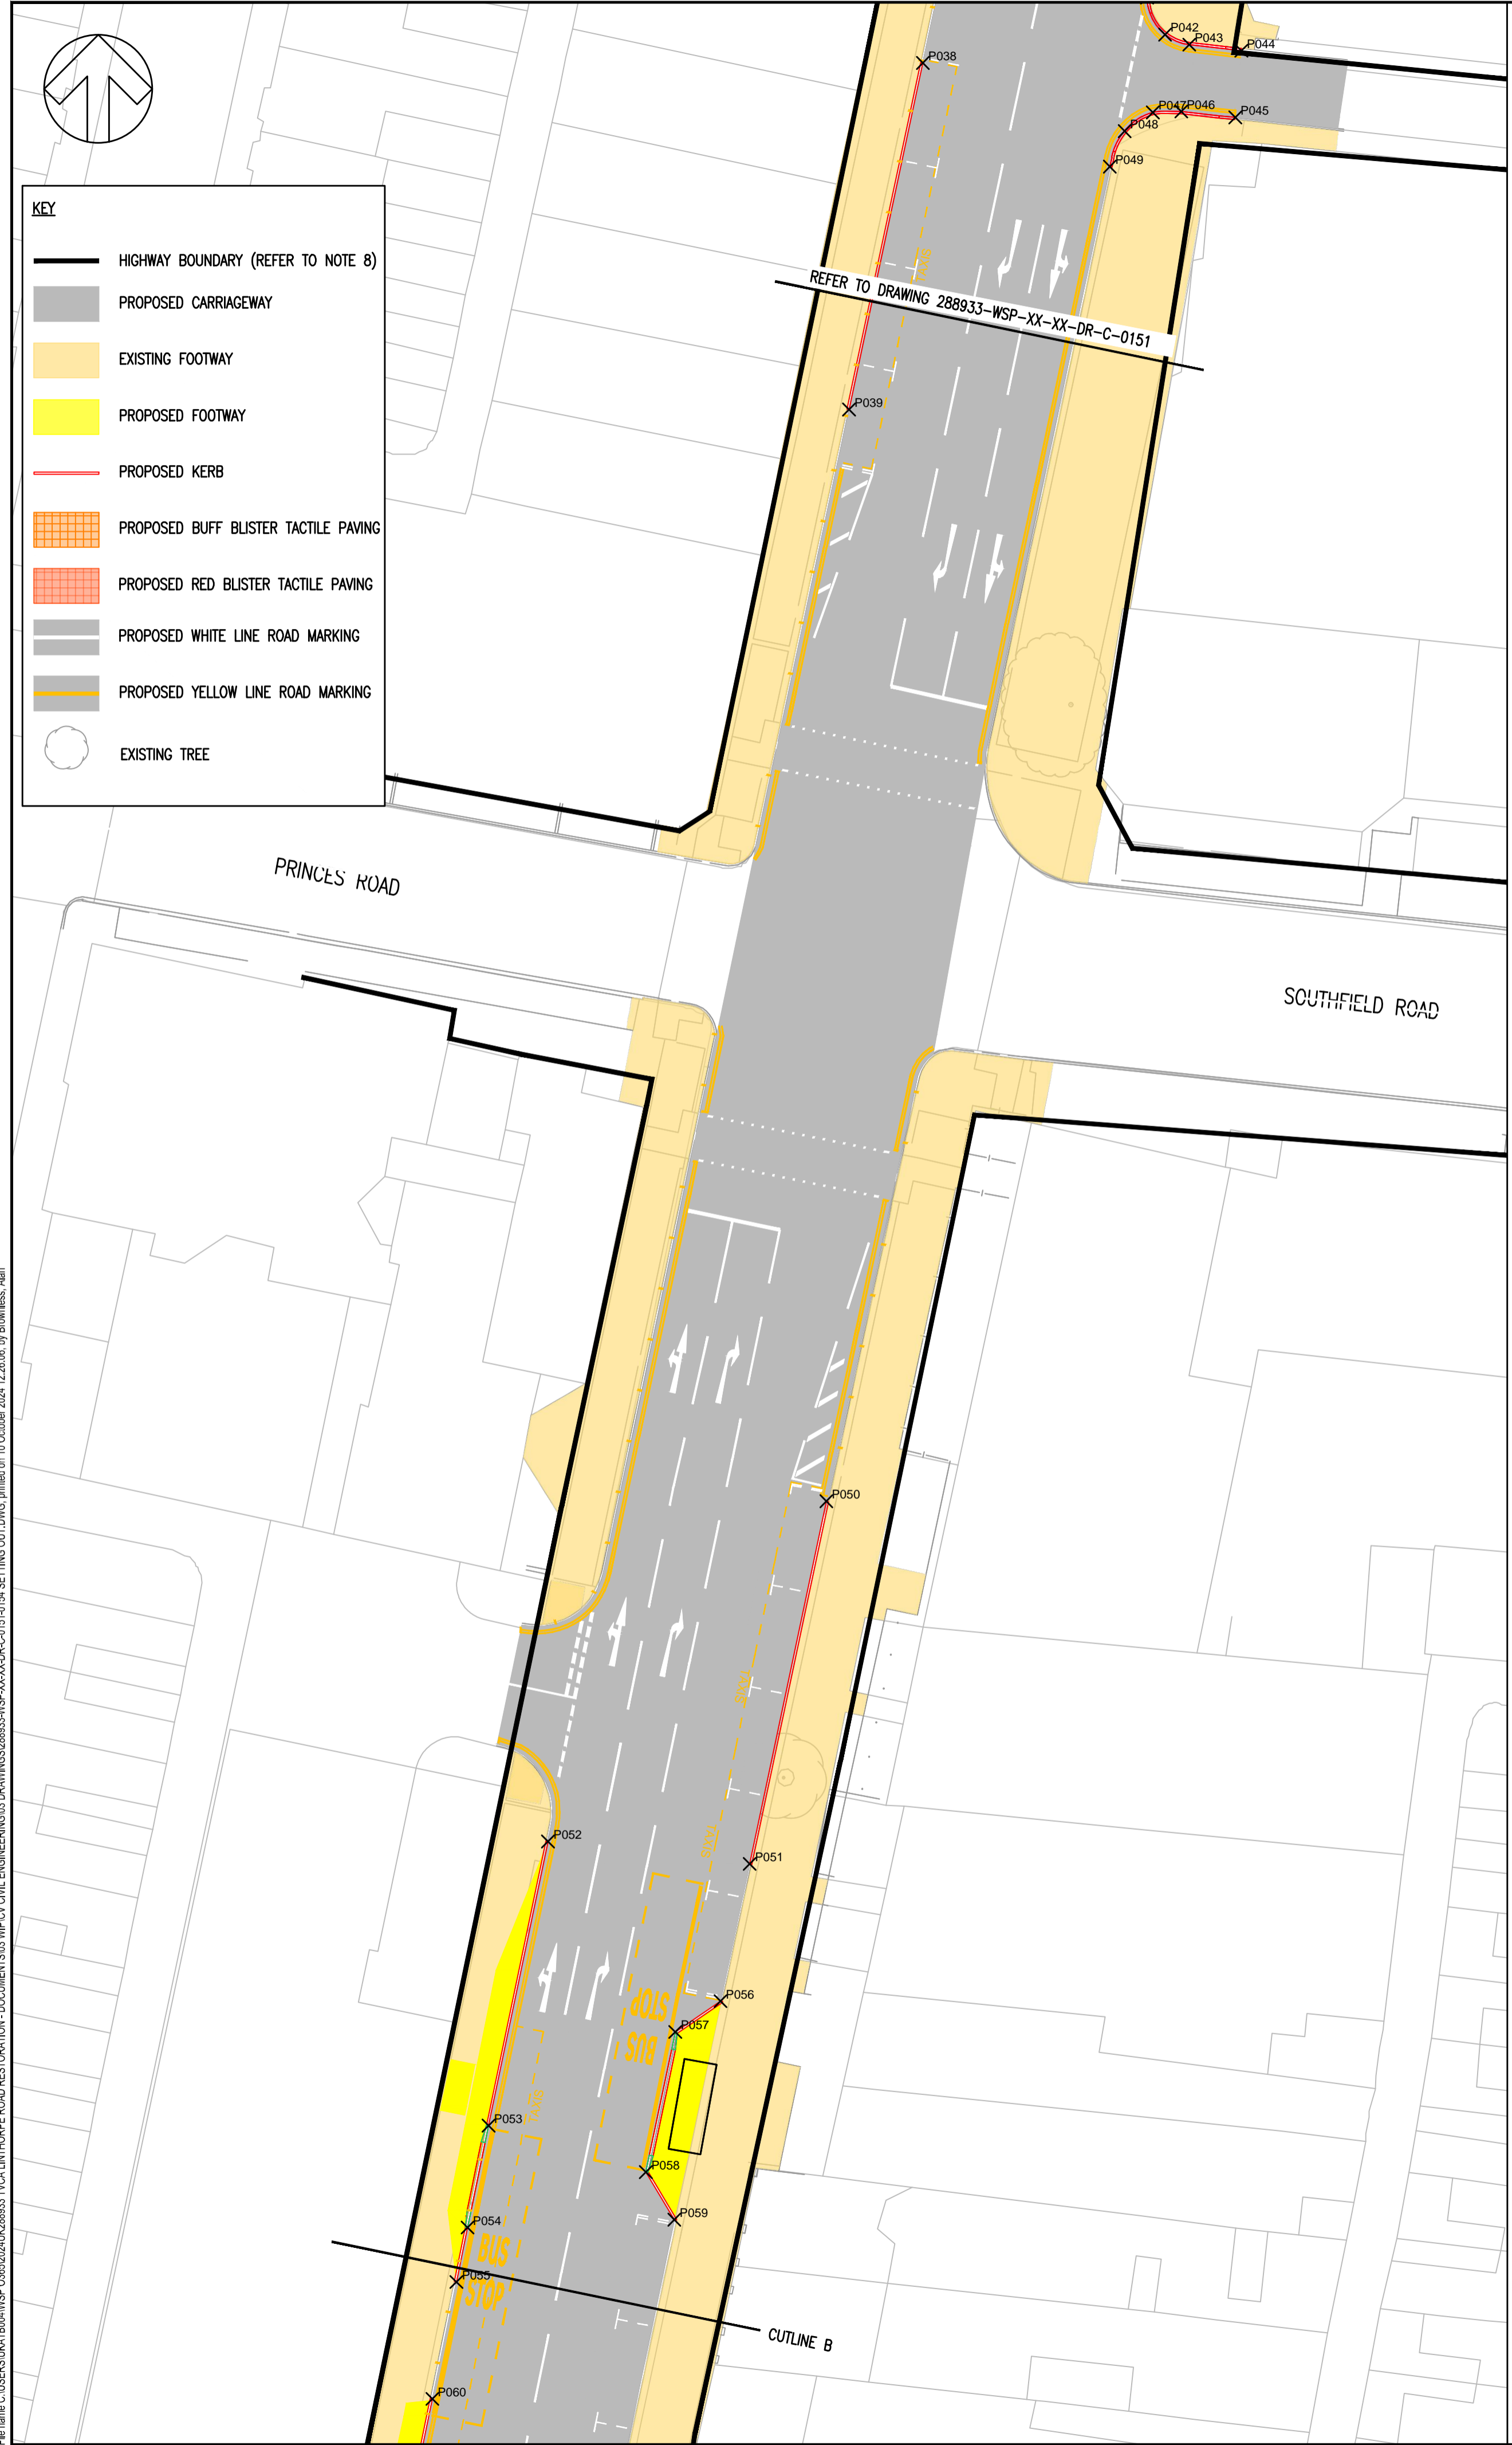 P042
P043
P044
P038
P047
P046
P045
P048
P049
KEY
HIGHWAY BOUNDARY (REFER TO NOTE 8)
PROPOSED CARRIAGEWAY
EXISTING FOOTWAY
PROPOSED FOOTWAY
PROPOSED KERB
PROPOSED BUFF BLISTER TACTILE PAVING
PROPOSED RED BLISTER TACTILE PAVING
PROPOSED WHITE LINE ROAD MARKING
PROPOSED YELLOW LINE ROAD MARKING
EXISTING TREE
REFER TO DRAWING 288933-WSP-XX-XX-DR-C-0151
P039
PRINCES ROAD
SOUTHFIELD ROAD
P050
P052
P051
P056
BUS
STOP
P057
P053
P058
P054
P059
BUS
STOP
P055
CUTLINE B
P060